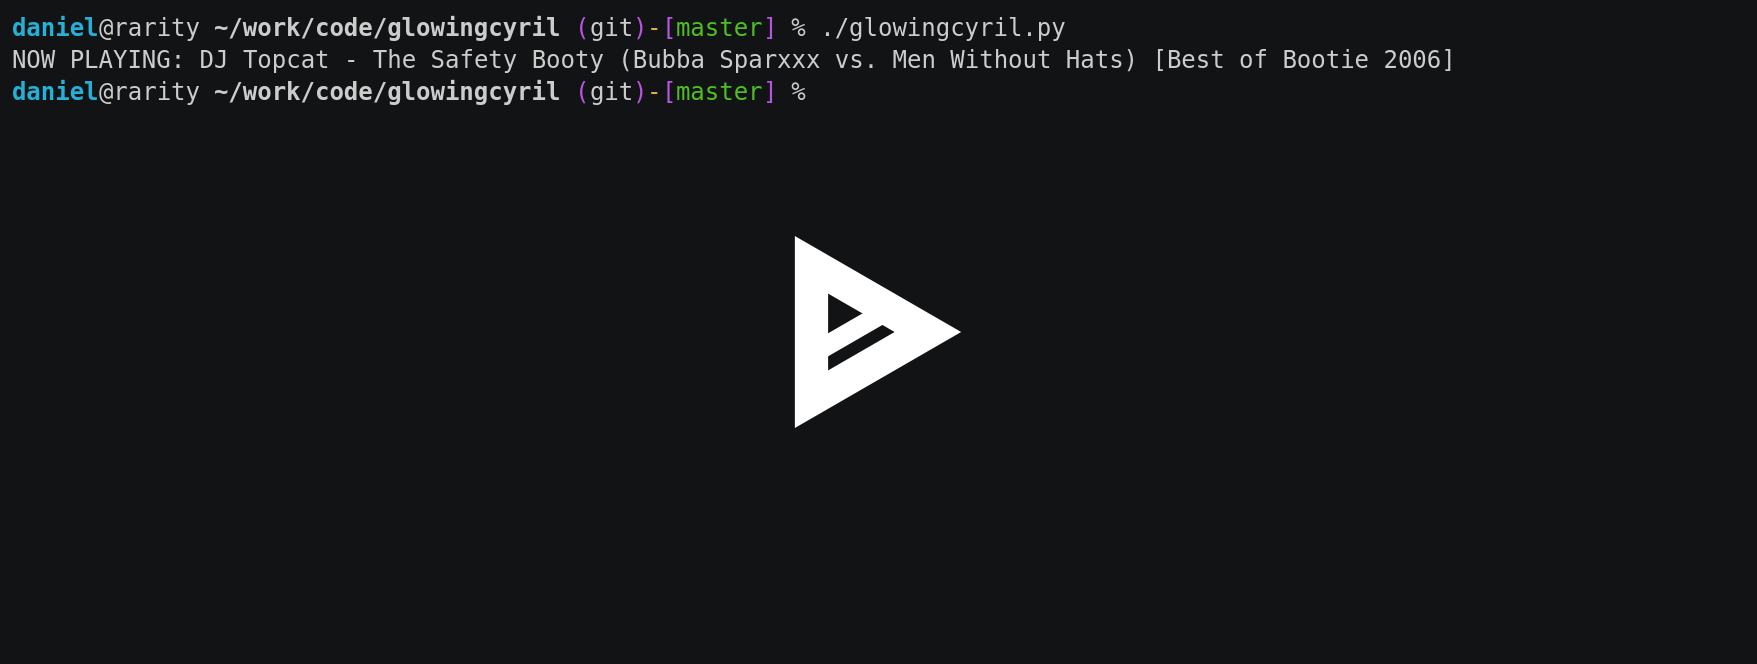 daniel@rarity ~/work/code/glowingcyril (git)-[master] % ./glowingcyril.py
NOW PLAYING: DJ Topcat - The Safety Booty (Bubba Sparxxx vs. Men Without Hats) [Best of Bootie 2006]
daniel@rarity ~/work/code/glowingcyril (git)-[master] %